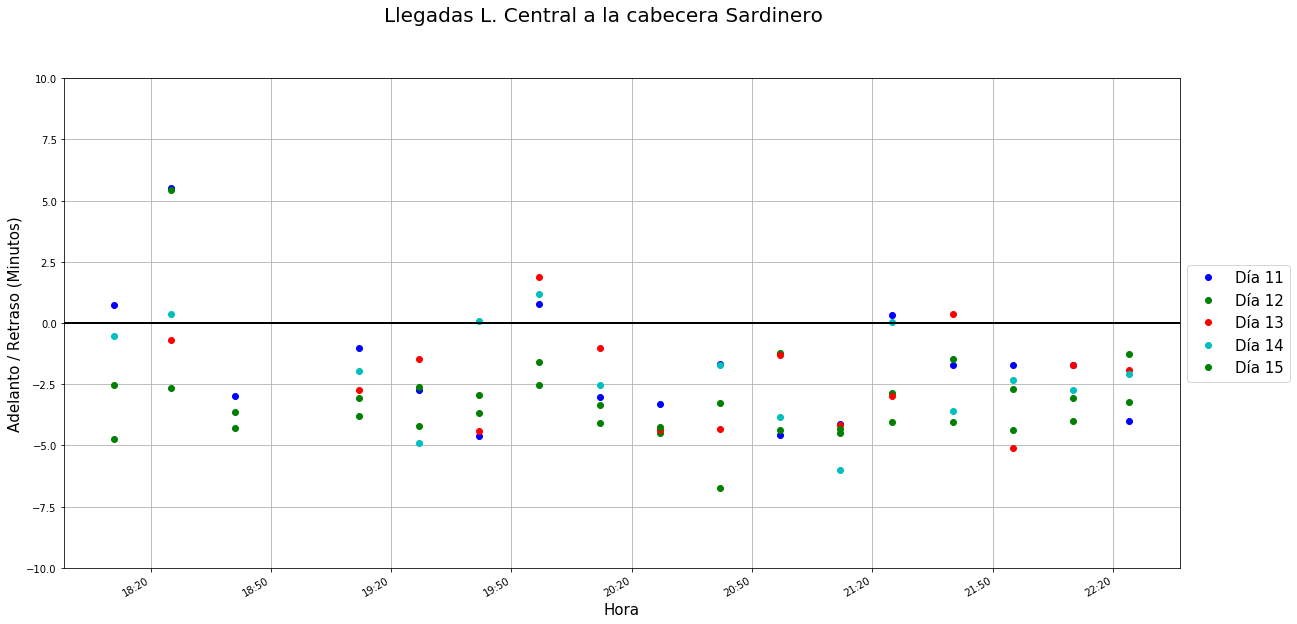 Llegadas L. Central a la cabecera Sardinero
10.0
7.5
5.0
2.5
0.0
−2.5
−5.0
−7.5
−10.0
Adelanto / Retraso (Minutos)
18:20
18:50
19:20
19:50
20:20
20:50
21:20
21:50
22:20
Hora
Día 11
Día 12
Día 13
Día 14
Día 15